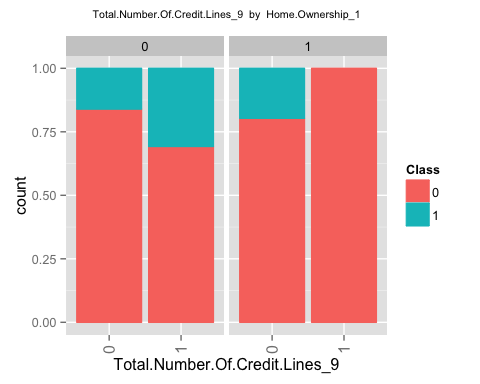 Total.Number.Of.Credit.Lines_9 by Home.Ownership_1
0 1
1.00
0.75
0.50
0.25
0.00
count
0 1 0 1
Total.Number.Of.Credit.Lines_9
Class
0
1